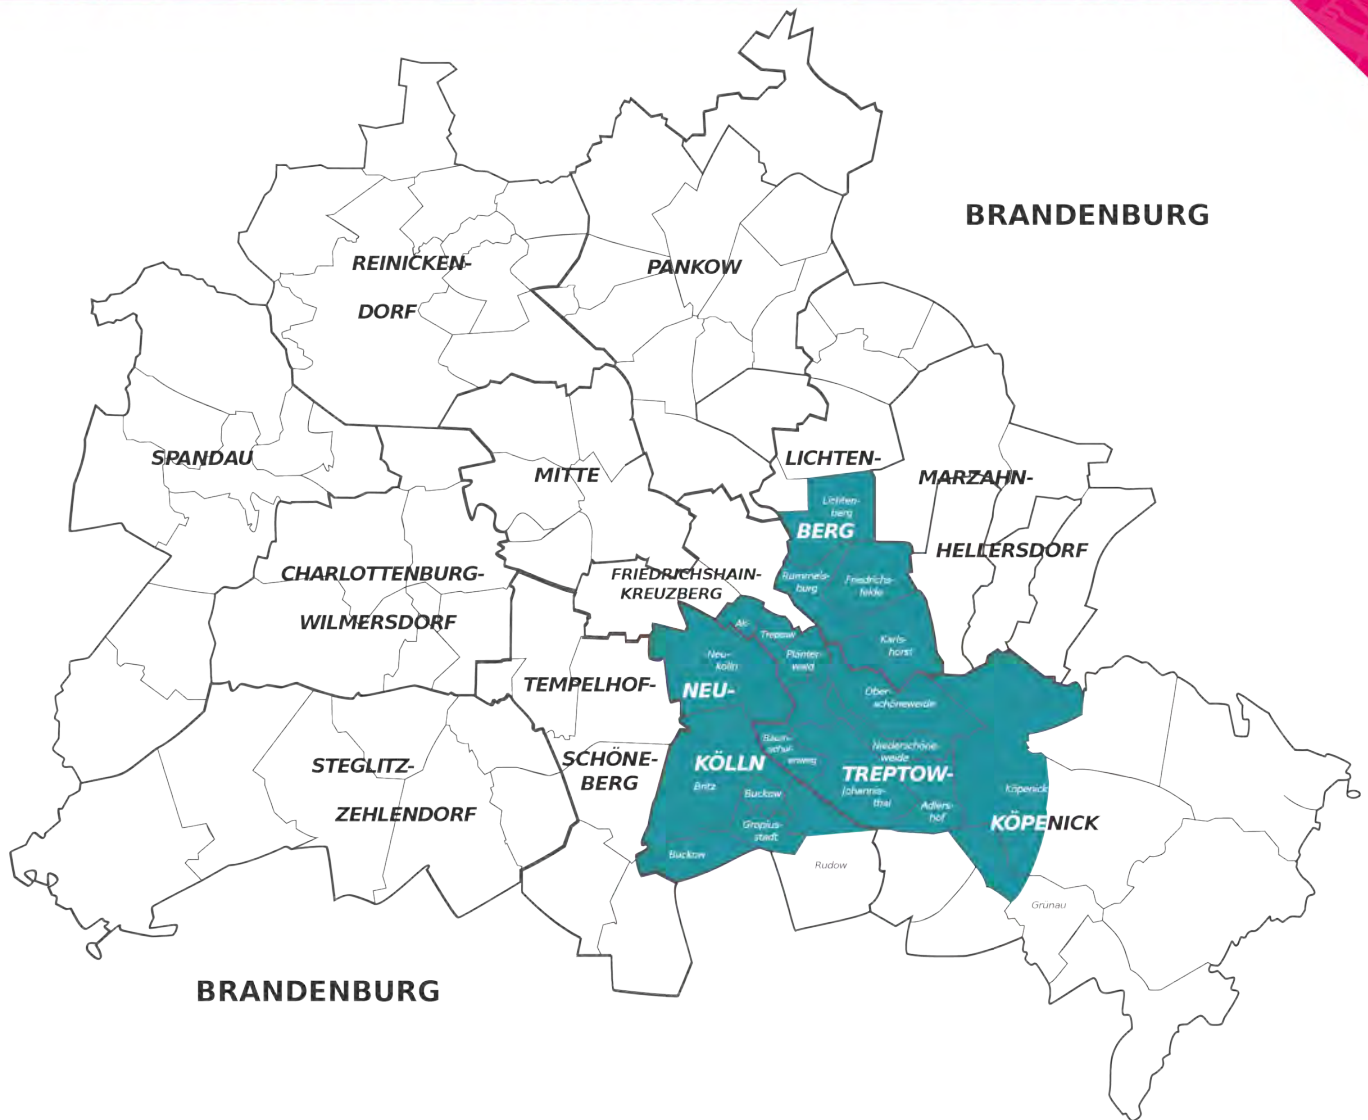 BRANDENBURG
REINICKEN-
DORF
PANKOW
SPANDAU
MITTE
LICHTEN-
BERG
Lichten-
berg
MARZAHN-
HELLERSDORF
CHARLOTTENBURG-
WILMERSDORF
FRIEDRICHSHAIN-
KREUZBERG
Rummels-
burg
Friedrichs-
felde
Karls-
horst
Alt-
Treptow
Plänter-
wald
Neu-
kölln
TEMPELHOF-
SCHÖNE-
BERG
NEU-
KÖLLN
Ober-
schöneweide
Baum-
schul-
enweg
Niederschöne-
weide
TREPTOW-
KÖPENICK
Johannis-
thal
Adlers-
hof
Köpenick
Britz
Buckow
Gropius-
stadt
Buckow
Rudow
Grünau
STEGLITZ-
ZEHLENDORF
BRANDENBURG